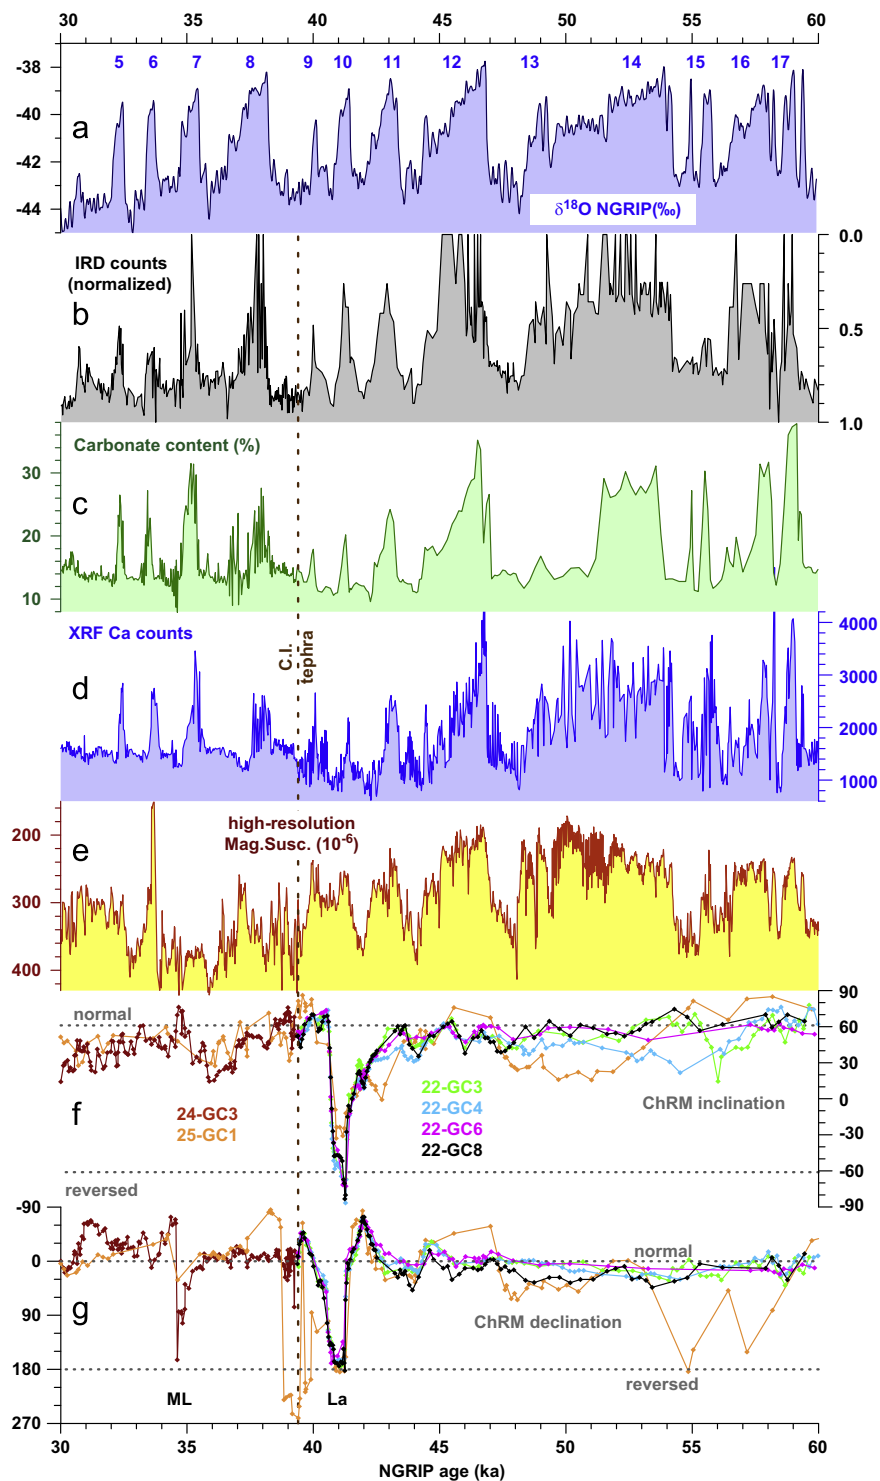 30 35 40 45 50 55 60
5 6 7 8 9 10 11 12 13 14 15 16 17
-38
-40
-42
-44
a
δ18O NGRIP(‰)
IRD counts
(normalized)
b
0.0
0.5
1.0
Carbonate content (%)
c
30
20
10
XRF Ca counts
C.I.
tephra
d
4000
3000
2000
1000
high-resolution
Mag.Susc. (10-6)
e
200
300
400
normal
90
60
30
0
-30
-60
-90
22-GC3
22-GC4
22-GC6
22-GC8
24-GC3
25-GC1
ChRM inclination
f
reversed
-90
0
90
180
270
normal
g
ChRM declination
reversed
ML
La
30 35 40 45 50 55 60
NGRIP age (ka)